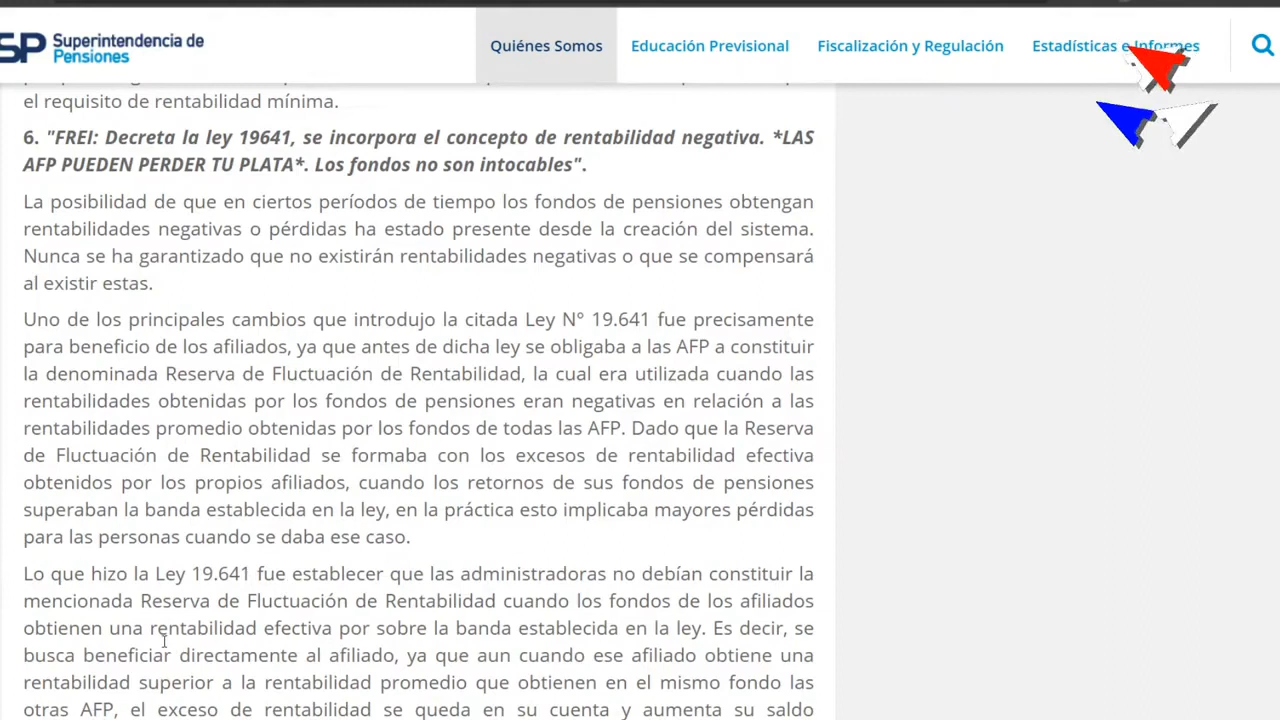 SP Superintendencia de
Pensiones
Quiénes Somos
Educación Previsional
Fiscalización y Regulación
Estadísticas e Informes
el requisito de rentabilidad mínima.
6. "FREI: Decreta la ley 19641, se incorpora el concepto de rentabilidad negativa. *LAS
AFP PUEDEN PERDER TU PLATA*. Los fondos no son intocables".
La posibilidad de que en ciertos períodos de tiempo los fondos de pensiones obtengan
rentabilidades negativas o pérdidas ha estado presente desde la creación del sistema.
Nunca se ha garantizado que no existirán rentabilidades negativas o que se compensará
al existir estas.
Uno de los principales cambios que introdujo la citada Ley N° 19.641 fue precisamente
para beneficio de los afiliados, ya que antes de dicha ley se obligaba a las AFP a constituir
la denominada Reserva de Fluctuación de Rentabilidad, la cual era utilizada cuando las
rentabilidades obtenidas por los fondos de pensiones eran negativas en relación a las
rentabilidades promedio obtenidas por los fondos de todas las AFP. Dado que la Reserva
de Fluctuación de Rentabilidad se formaba con los excesos de rentabilidad efectiva
obtenidos por los propios afiliados, cuando los retornos de sus fondos de pensiones
superaban la banda establecida en la ley, en la práctica esto implicaba mayores pérdidas
para las personas cuando se daba ese caso.
Lo que hizo la Ley 19.641 fue establecer que las administradoras no debían constituir la
mencionada Reserva de Fluctuación de Rentabilidad cuando los fondos de los afiliados
obtienen una rentabilidad efectiva por sobre la banda establecida en la ley. Es decir, se
busca beneficiar directamente al afiliado, ya que aun cuando ese afiliado obtiene una
rentabilidad superior a la rentabilidad promedio que obtienen en el mismo fondo las
otras AFP, el exceso de rentabilidad se queda en su cuenta y aumenta su saldo